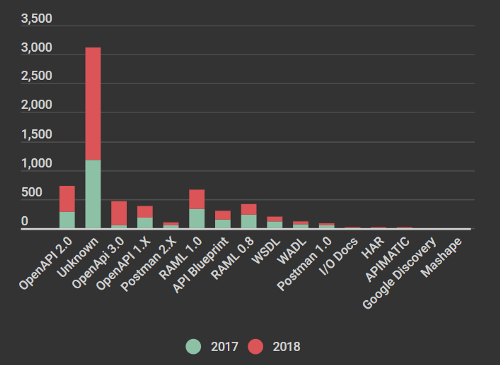 3,500
3,000
2,500
2,000
1,500
1,000
500
0
OpenAPI 2.0
Unknown
OpenApi 3.0
OpenAPI 1.X
Postman 2.X
RAML 1.0
API Blueprint
RAML 0.8
WSDL
WADL
Postman 1.0
I/O Docs
HAR
APIMATIC
Google Discovery
Mashape
2017 2018